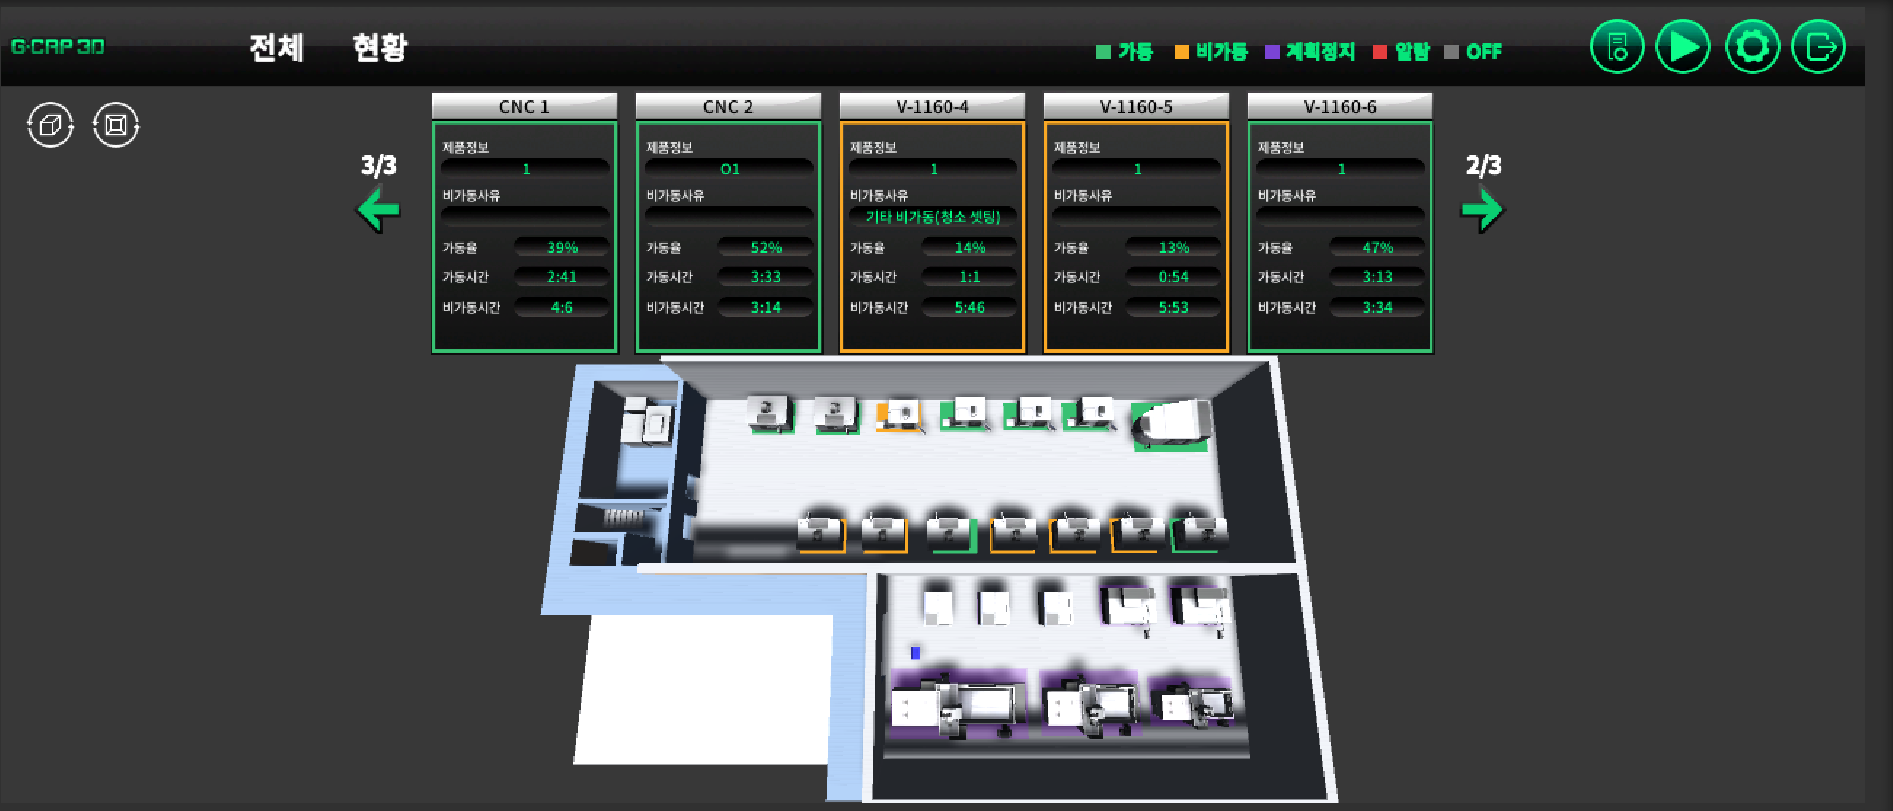 G-CAP 3D
전체 현황
가동 비가동 계획정지 알람 OFF
3/3
2/3
CNC 1
제품정보
1
비가동사유
가동율 39%
가동시간 2:41
비가동시간 4:6
CNC 2
제품정보
O1
비가동사유
가동율 52%
가동시간 3:33
비가동시간 3:14
V-1160-4
제품정보
1
비가동사유
기타 비가동(청소 셋팅)
가동율 14%
가동시간 1:1
비가동시간 5:46
V-1160-5
제품정보
1
비가동사유
가동율 13%
가동시간 0:54
비가동시간 5:53
V-1160-6
제품정보
1
비가동사유
가동율 47%
가동시간 3:13
비가동시간 3:34